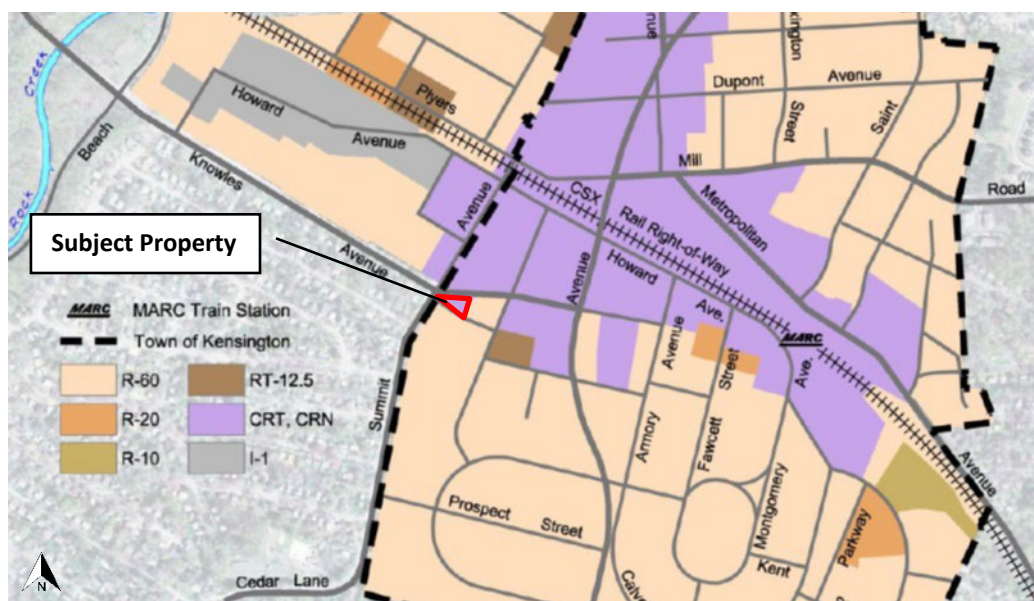 Creek
Rock
Beach
Howard
Avenue
Knowles
Avenue
Plyers
Avenue
Dupont
Avenue
Street
Saint
Mill
Road
Metropolitan
CSX
Rail Right-of-Way
Howard
Ave.
Avenue
Subject Property
MARC
MARC Train Station
Town of Kensington
R-60
RT-12.5
R-20
CRT, CRN
R-10
I-1
Avenue
Street
MARC
Ave.
Summit
Armory
Fawcett
Montgomery
Avenue
Prospect Street
Kent
Parkway
Cedar Lane
N